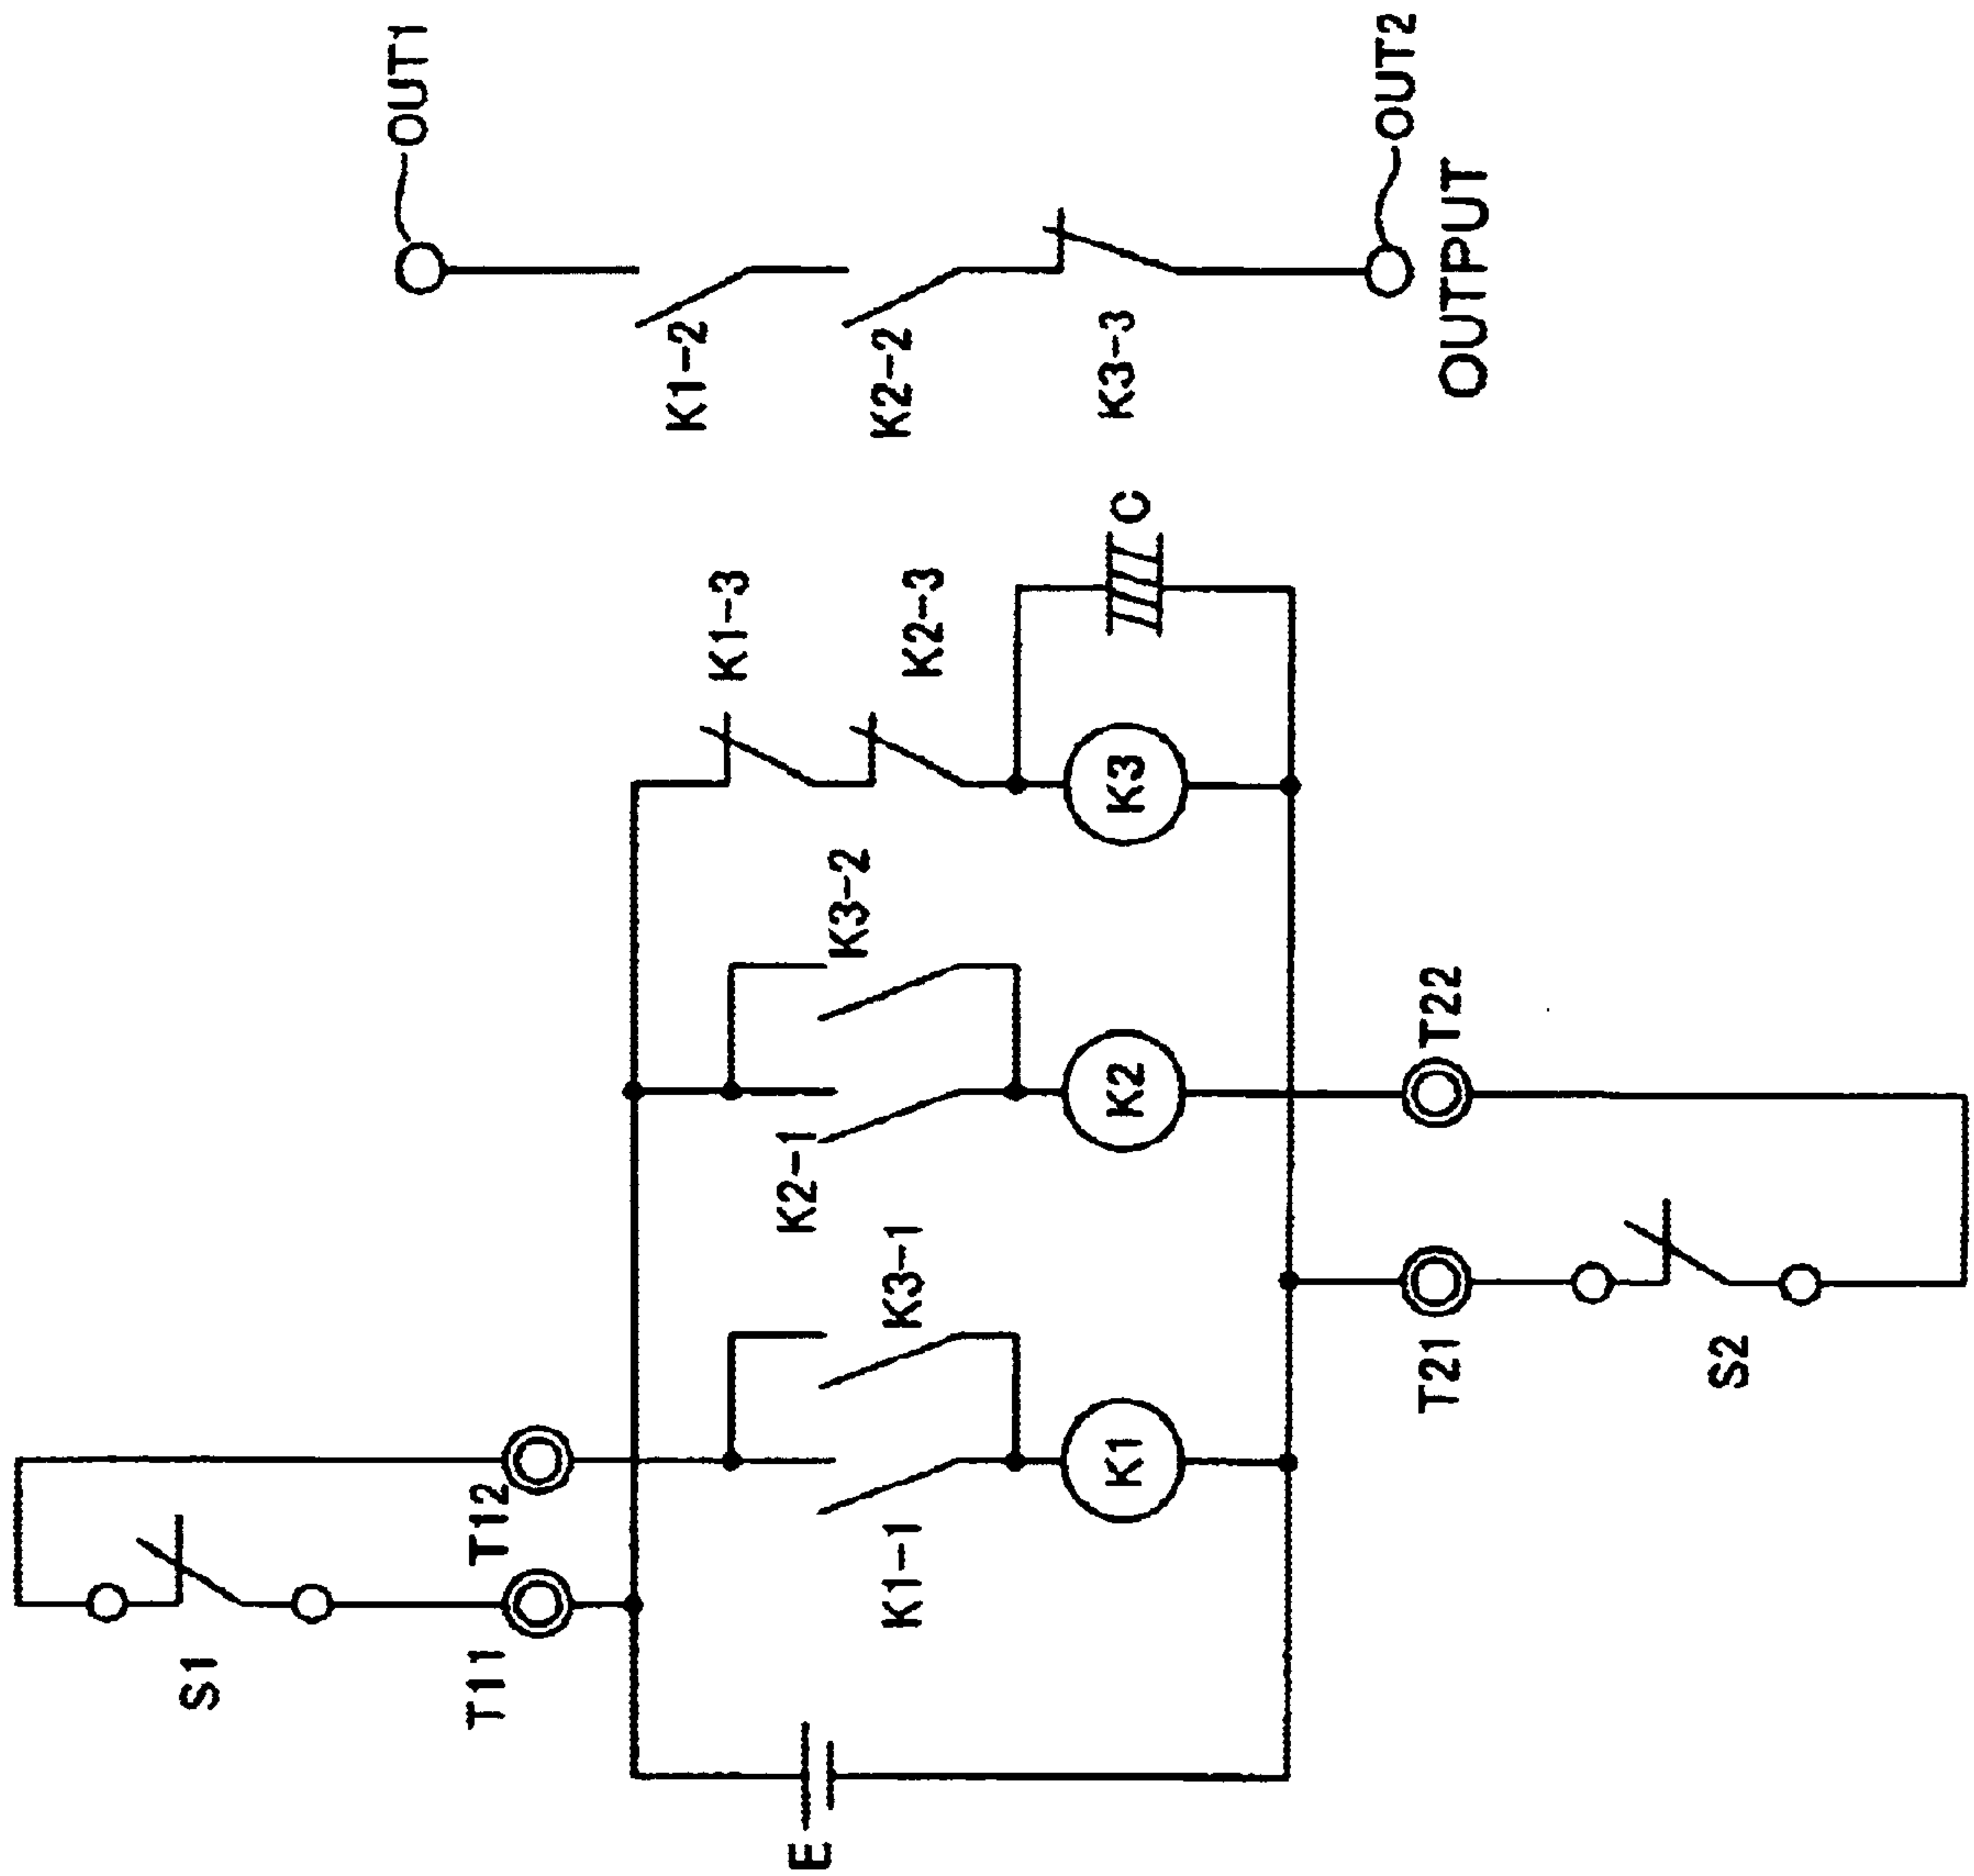 OUT1
K1-2
K2-2
K3-3
OUT2
OUTPUT
K1-3
K2-3
C
K3
K3-2
K2-1
K2
T22
S1
T11
T12
K3-1
K1-1
K1
T21
S2
E